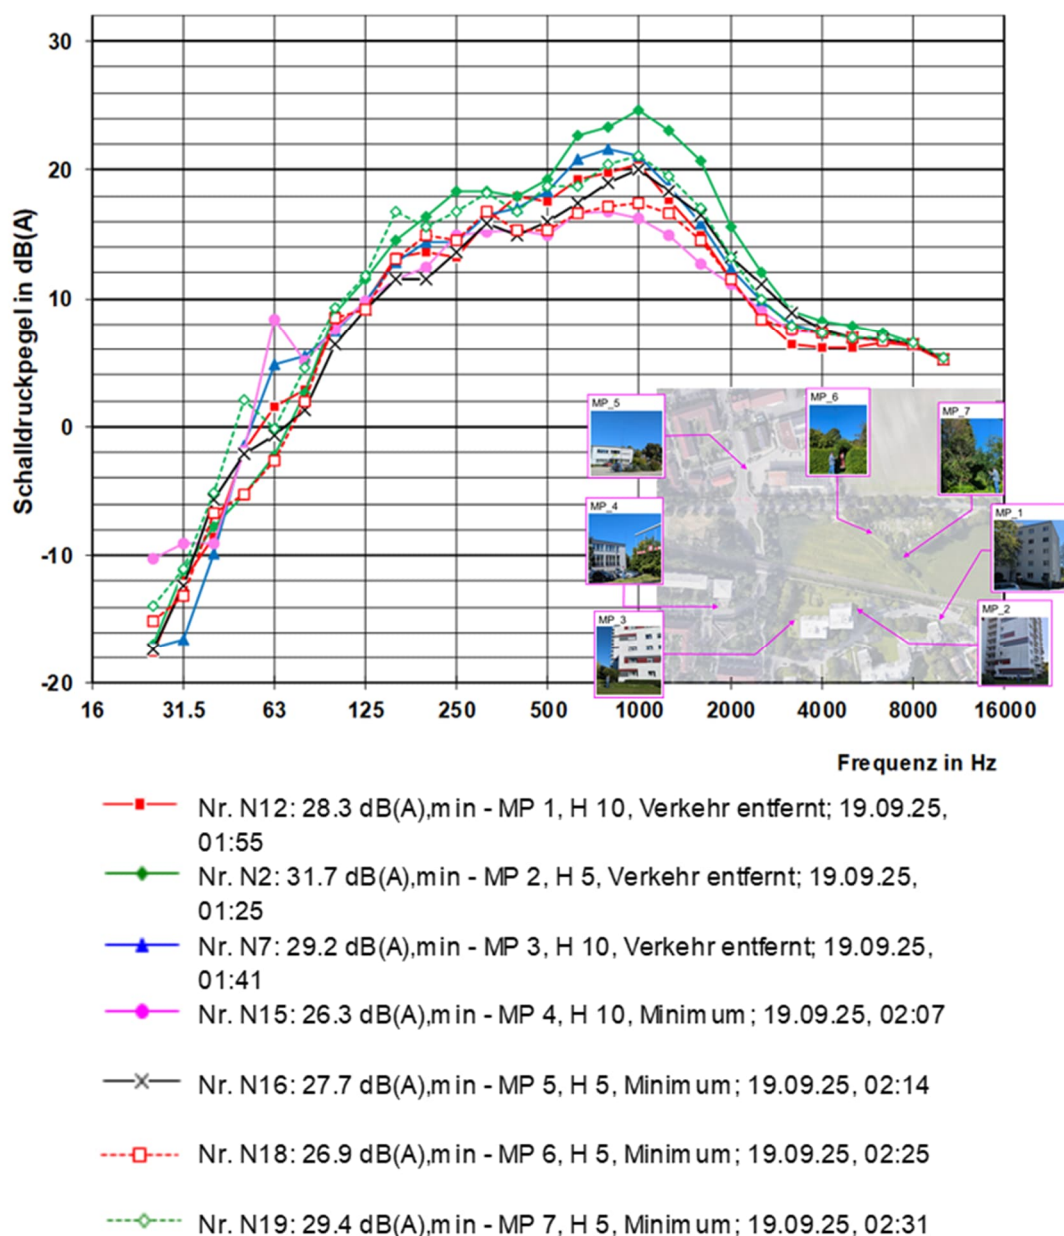 30
20
10
0
-10
-20
Schalldruckpegel in dB(A)
MP_5
MP_6
MP_7
MP_4
MP_1
MP_3
MP_2
16 31.5 63 125 250 500 1000 2000 4000 8000 16000
Frequenz in Hz
Nr. N12: 28.3 dB(A),min - MP 1, H 10, Verkehr entfernt; 19.09.25,
01:55
Nr. N2: 31.7 dB(A),min - MP 2, H 5, Verkehr entfernt; 19.09.25,
01:25
Nr. N7: 29.2 dB(A),min - MP 3, H 10, Verkehr entfernt; 19.09.25,
01:41
Nr. N15: 26.3 dB(A),min - MP 4, H 10, Minimum; 19.09.25, 02:07
Nr. N16: 27.7 dB(A),min - MP 5, H 5, Minimum; 19.09.25, 02:14
Nr. N18: 26.9 dB(A),min - MP 6, H 5, Minimum; 19.09.25, 02:25
Nr. N19: 29.4 dB(A),min - MP 7, H 5, Minimum; 19.09.25, 02:31